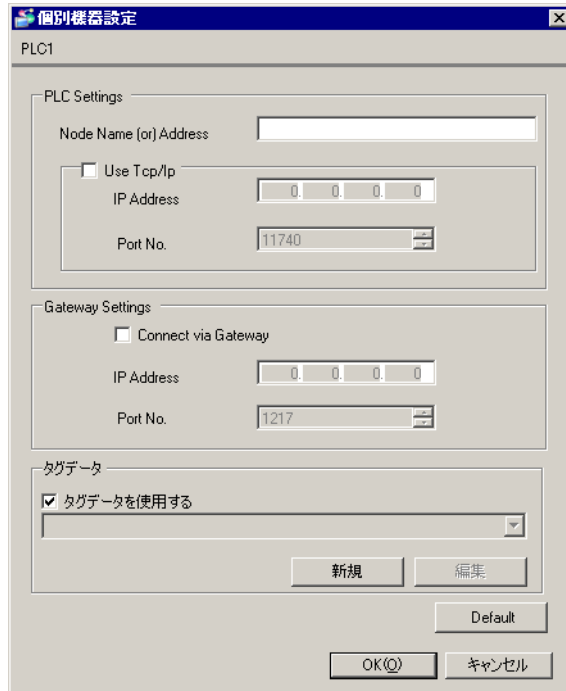 個別機器設定
PLC1
PLC Settings
Node Name (or) Address
Use Tcp/Ip
IP Address 0. 0. 0. 0
Port No. 11740
Gateway Settings
Connect via Gateway
IP Address 0. 0. 0. 0
Port No. 1217
タグデータ
タグデータを使用する
新規 編集
Default
OK(O) キャンセル